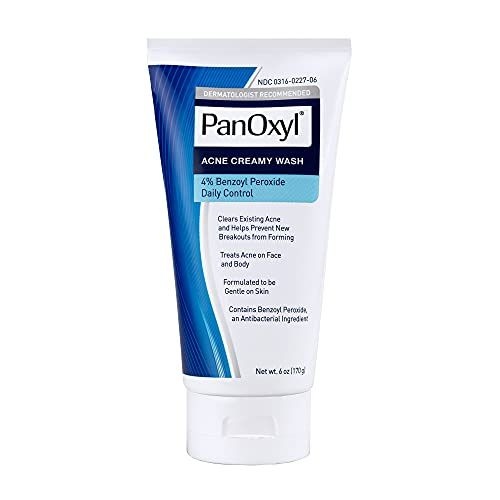 NDC 0316-0227-06
DERMATOLOGIST RECOMMENDED
PanOxyl®
ACNE CREAMY WASH
4% Benzoyl Peroxide
Daily Control
Clears Existing Acne
and Helps Prevent New
Breakouts from Forming
Treats Acne on Face
and Body
Formulated to be
Gentle on Skin
Contains Benzoyl Peroxide,
an Antibacterial Ingredient
Net wt. 6 oz (170 g)